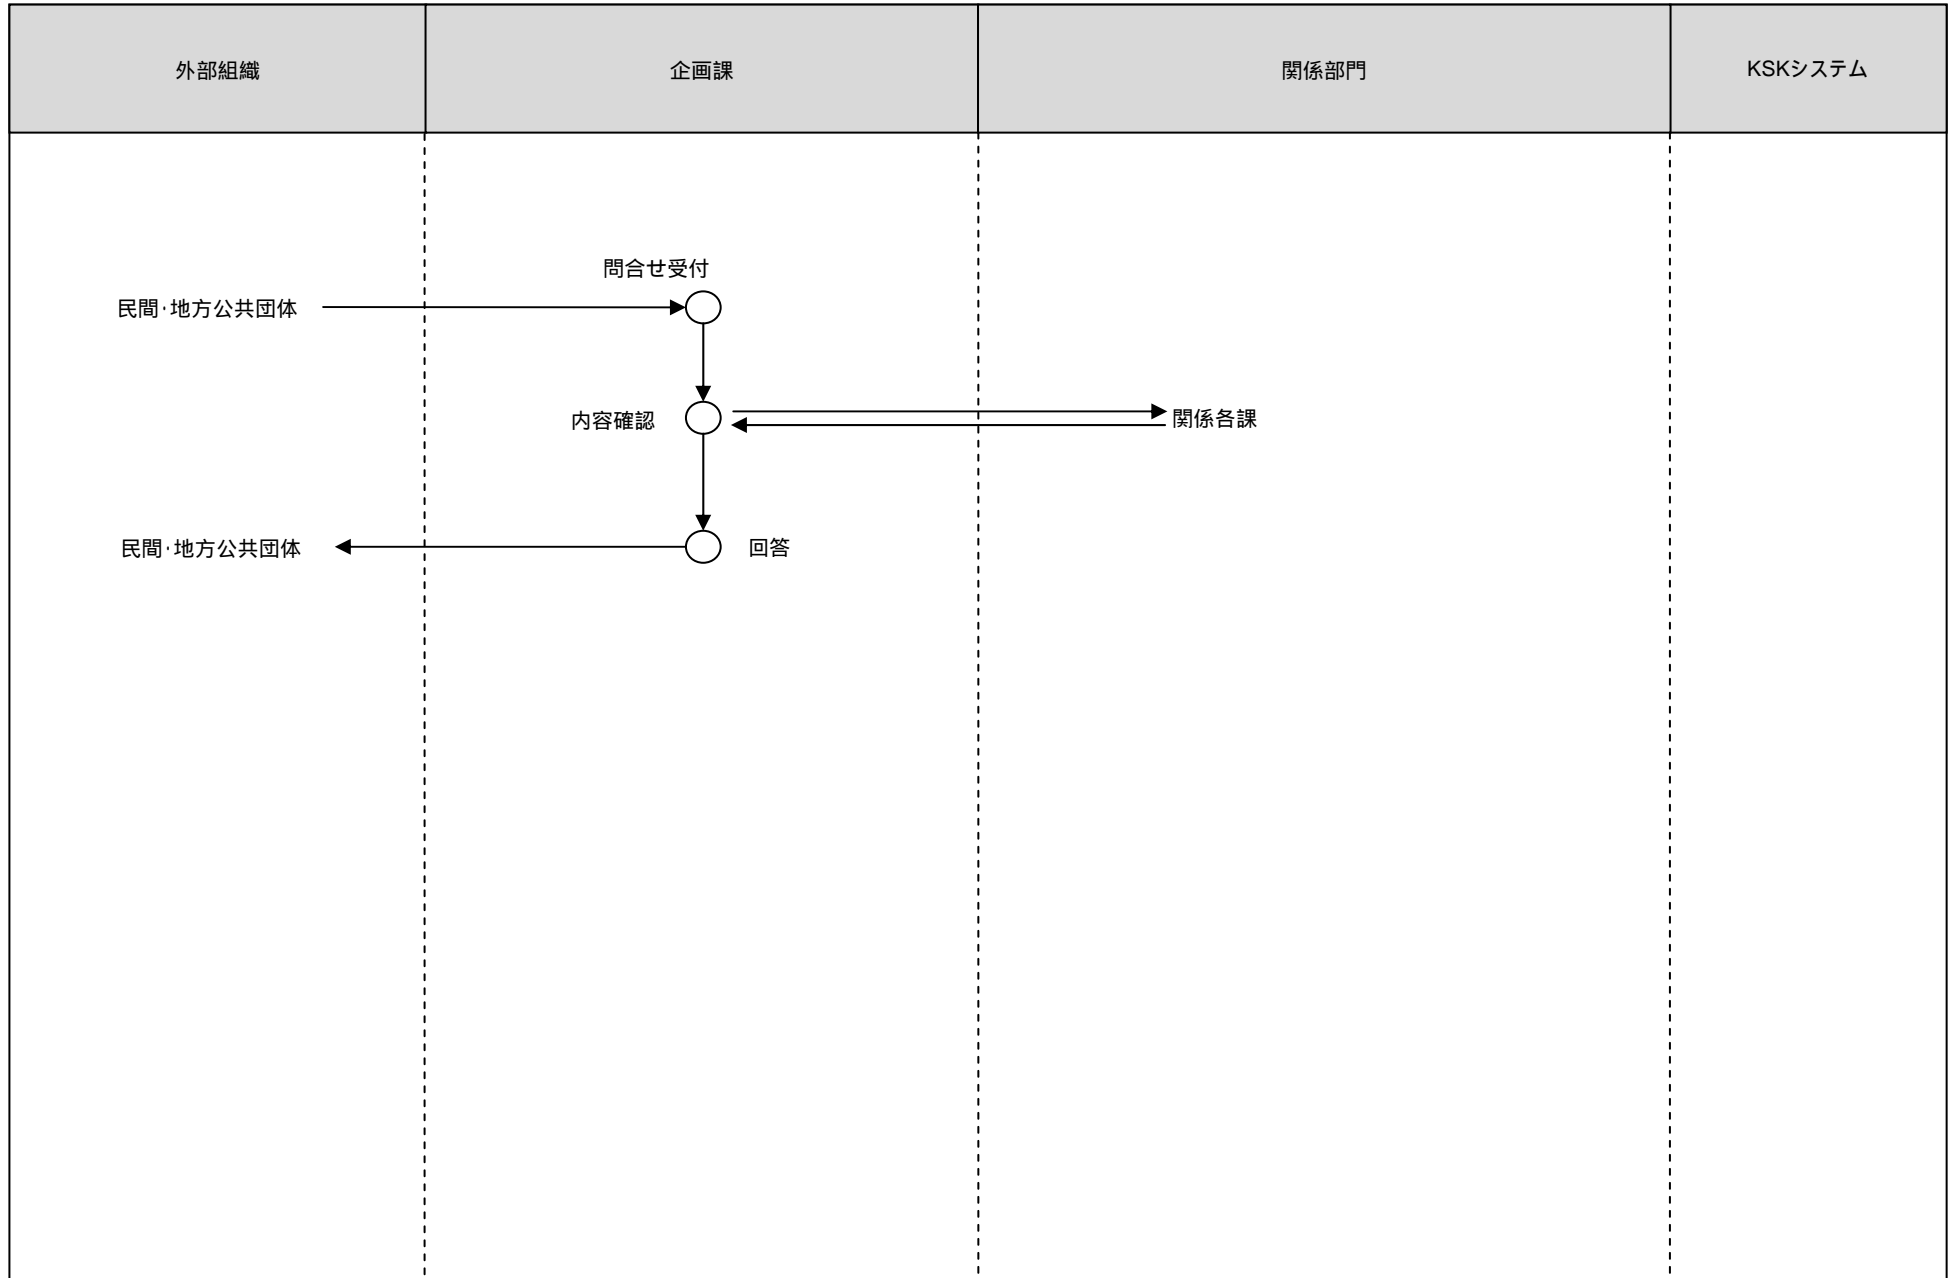 外部組織
企画課
関係部門
KSKシステム
問合せ受付
民間・地方公共団体
内容確認
関係各課
民間・地方公共団体
回答